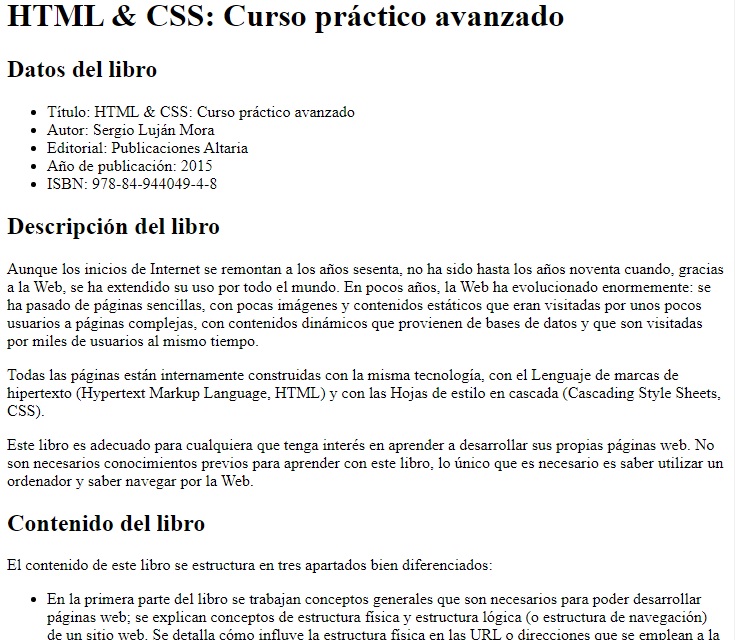 HTML & CSS: Curso práctico avanzado
Datos del libro
• Título: HTML & CSS: Curso práctico avanzado
• Autor: Sergio Luján Mora
• Editorial: Publicaciones Altaria
• Año de publicación: 2015
• ISBN: 978-84-944049-4-8
Descripción del libro
Aunque los inicios de Internet se remontan a los años sesenta, no ha sido hasta los años noventa cuando, gracias
a la Web, se ha extendido su uso por todo el mundo. En pocos años, la Web ha evolucionado enormemente: se
ha pasado de páginas sencillas, con pocas imágenes y contenidos estáticos que eran visitadas por unos pocos
usuarios a páginas complejas, con contenidos dinámicos que provienen de bases de datos y que son visitadas
por miles de usuarios al mismo tiempo.
Todas las páginas están internamente construidas con la misma tecnología, con el Lenguaje de marcas de
hipertexto (Hypertext Markup Language, HTML) y con las Hojas de estilo en cascada (Cascading Style Sheets,
CSS).
Este libro es adecuado para cualquiera que tenga interés en aprender a desarrollar sus propias páginas web. No
son necesarios conocimientos previos para aprender con este libro, lo único que es necesario es saber utilizar un
ordenador y saber navegar por la Web.
Contenido del libro
El contenido de este libro se estructura en tres apartados bien diferenciados:
• En la primera parte del libro se trabajan conceptos generales que son necesarios para poder desarrollar
páginas web; se explican conceptos de estructura física y estructura lógica (o estructura de navegación)
de un sitio web. Se detalla cómo influye la estructura física en las URL o direcciones que se emplean a la